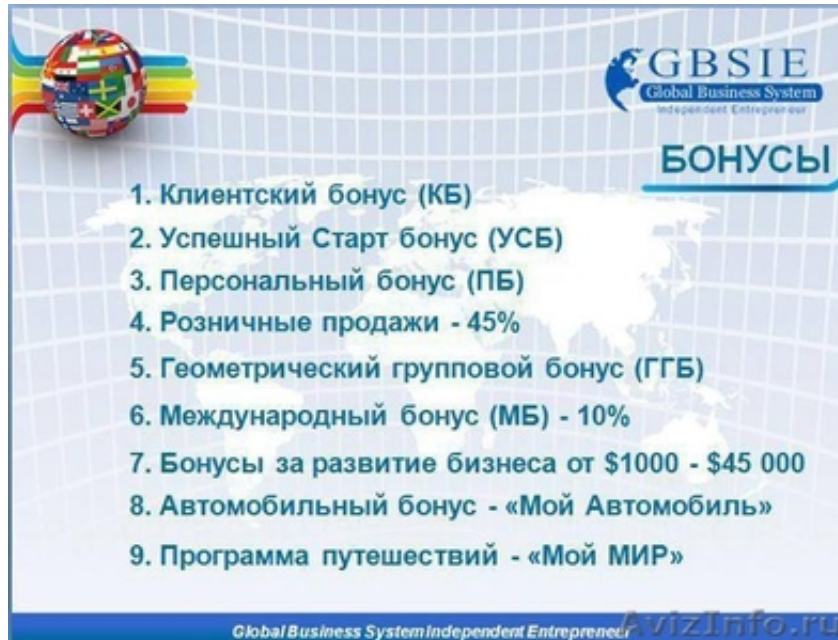 GBSIE
Global Business System
Independent Entrepreneur
БОНУСЫ
1. Клиентский бонус (КБ)
2. Успешный Старт бонус (УСБ)
3. Персональный бонус (ПБ)
4. Розничные продажи - 45%
5. Геометрический групповой бонус (ГГБ)
6. Международный бонус (МБ) - 10%
7. Бонусы за развитие бизнеса от $1000 - $45 000
8. Автомобильный бонус - «Мой Автомобиль»
9. Программа путешествий - «Мой МИР»
Global Business System Independent Entrepreneur
AvizInfo.ru